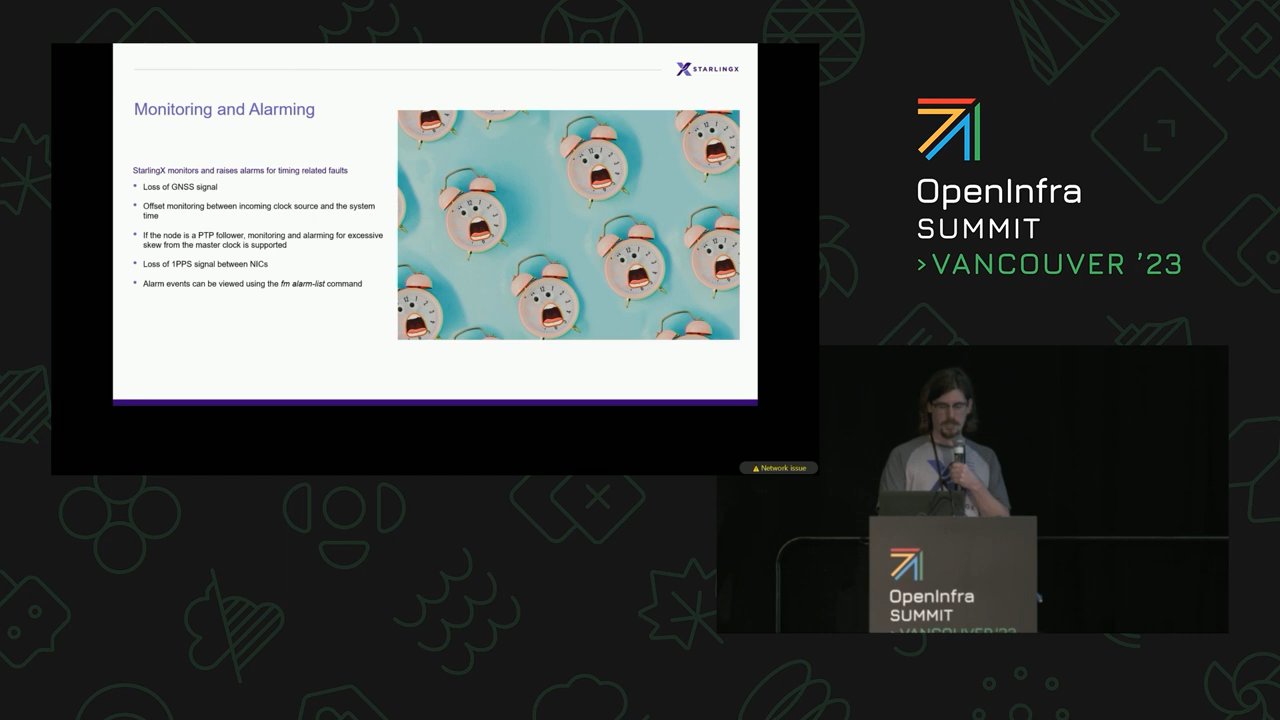 STARLINGX
Monitoring and Alarming
StarlingX monitors and raises alarms for timing related faults
Loss of GNSS signal
Offset monitoring between incoming clock source and the system
time
If the node is a PTP follower, monitoring and alarming for excessive
skew from the master clock is supported
Loss of 1PPS signal between NICs
Alarm events can be viewed using the fm alarm-list command
Network issue
OpenInfra
SUMMIT
>VANCOUVER '23
OpenInfra
SUMMIT
>VANCOUVER'23